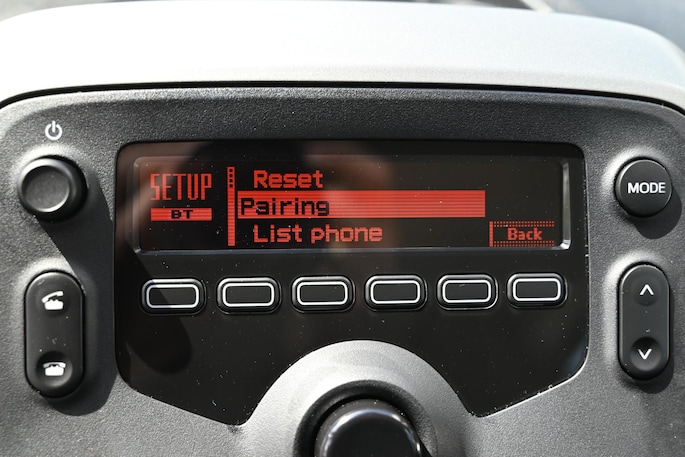 SETUP
BT
Reset
Pairing
List phone
Back
MODE